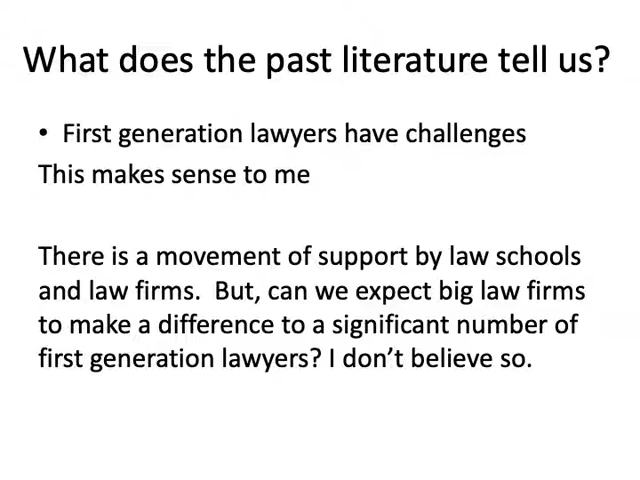 What does the past literature tell us?
• First generation lawyers have challenges
This makes sense to me
There is a movement of support by law schools
and law firms.  But, can we expect big law firms
to make a difference to a significant number of
first generation lawyers? I don’t believe so.